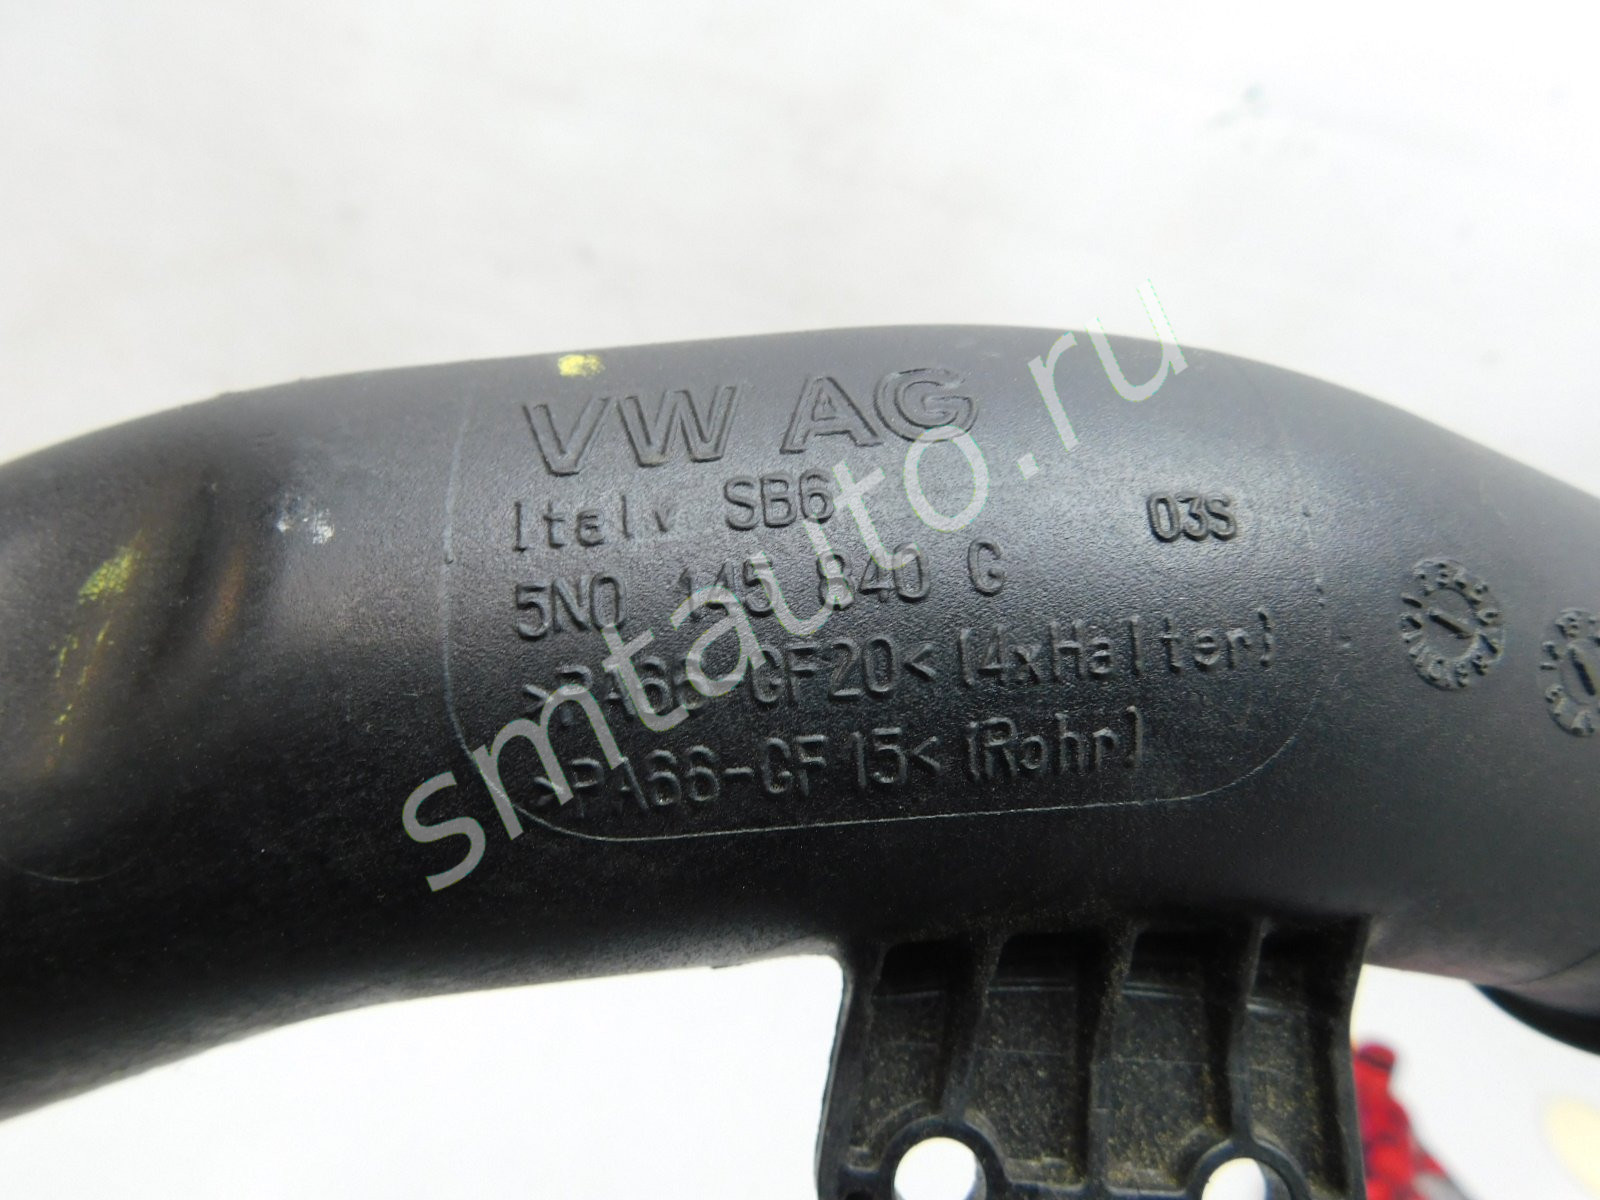 VW AG
Italy SB6 03S
5N0 145 840 G
>PA66-GF20< (4xHalter)
>PA66-GF15< (Rohr)
smtauto.ru